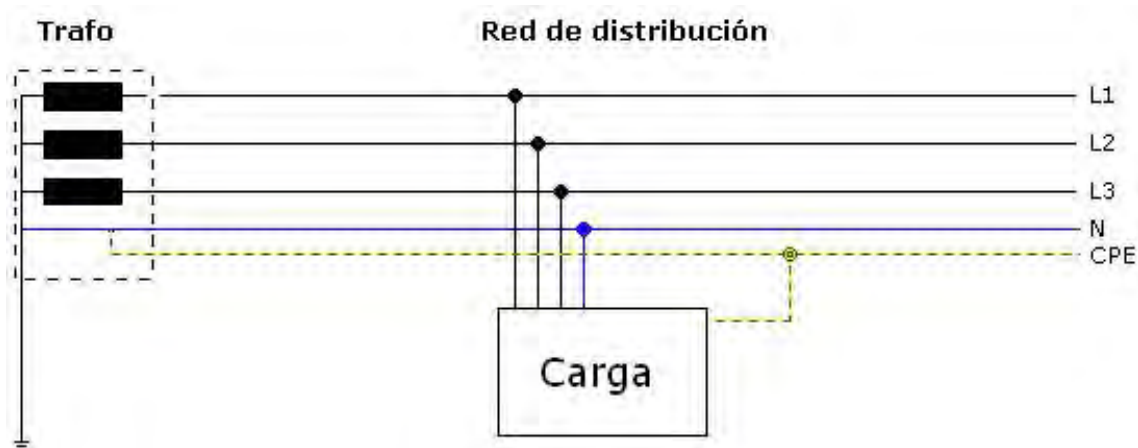 Trafo
Red de distribución
L1
L2
L3
N
CPE
Carga